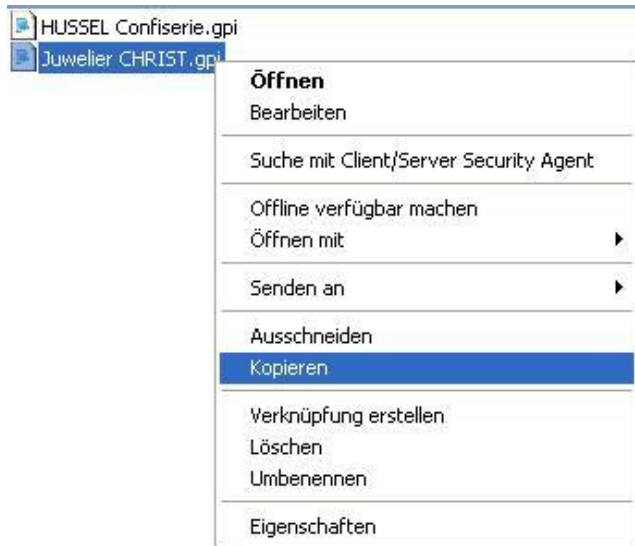 HUSSEL Confiserie.gpi
Juwelier CHRIST.gpi
Öffnen
Bearbeiten
Suche mit Client/Server Security Agent
Offline verfügbar machen
Öffnen mit
Senden an
Ausschneiden
Kopieren
Verknüpfung erstellen
Löschen
Umbenennen
Eigenschaften